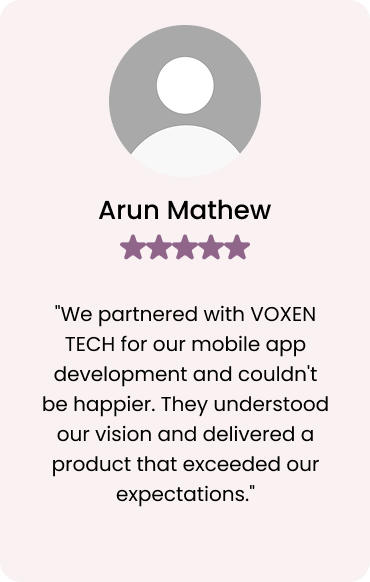 Arun Mathew
"We partnered with VOXEN
TECH for our mobile app
development and couldn't
be happier. They understood
our vision and delivered a
product that exceeded our
expectations."